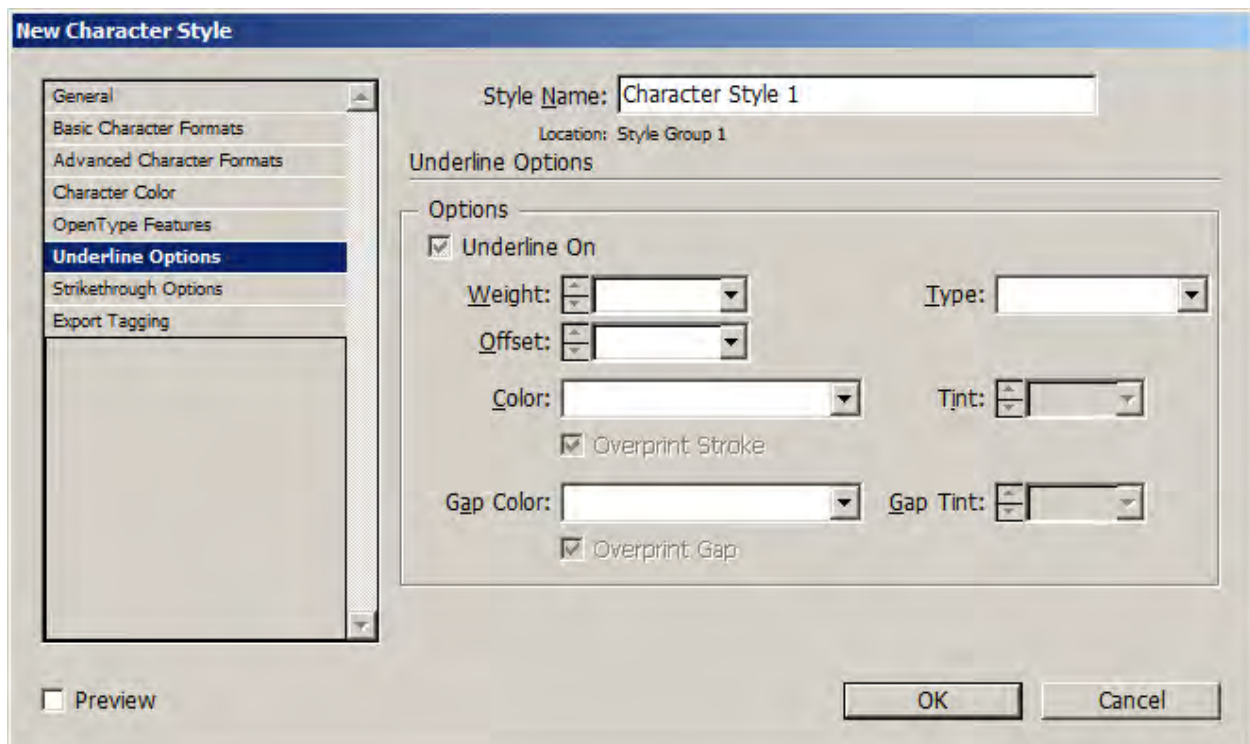 New Character Style
General
Basic Character Formats
Advanced Character Formats
Character Color
OpenType Features
Underline Options
Strikethrough Options
Export Tagging
Style Name: Character Style 1
Location: Style Group 1
Underline Options
Options
Underline On
Weight: Type:
Offset:
Color: Tint:
Overprint Stroke
Gap Color: Gap Tint:
Overprint Gap
Preview OK Cancel